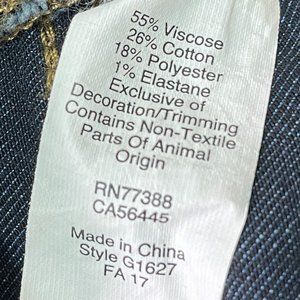 55% Viscose
26% Cotton
18% Polyester
1% Elastane
Exclusive of
Decoration/Trimming
Contains Non-Textile
Parts Of Animal
Origin
RN77388
CA56445
Made in China
Style G1627
FA 17